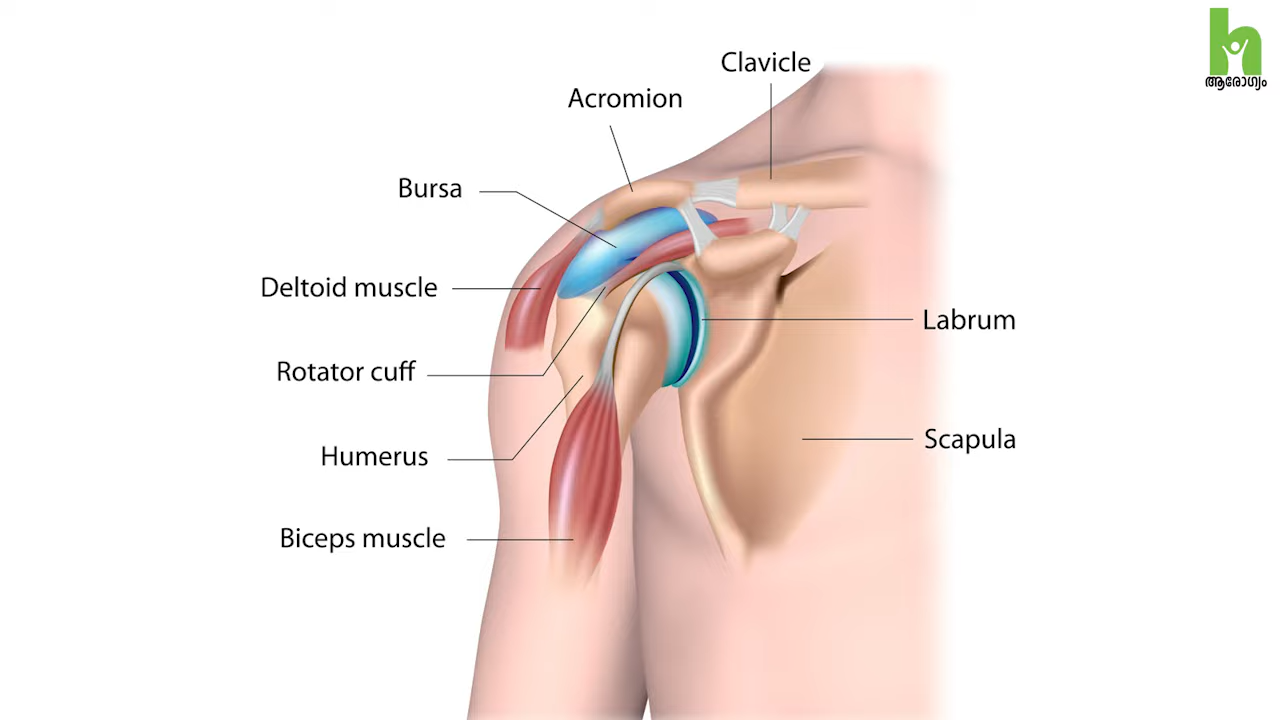 Clavicle
Acromion
Bursa
Deltoid muscle
Labrum
Rotator cuff
Scapula
Humerus
Biceps muscle
h
ആരോഗ്യം